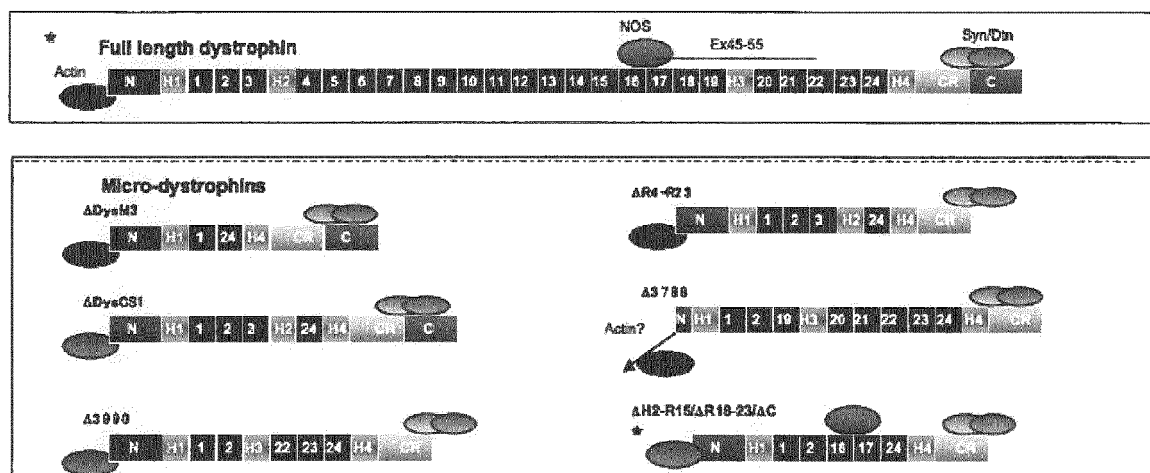 *
NOS
Syn/Dtn
Full length dystrophin
Ex45-55
Actin
N H1 1 2 3 H2 4 5 6 7 8 9 10 11 12 13 14 15 16 17 18 19 H3 20 21 22 23 24 H4 CR C
Micro-dystrophins
ΔDysM3
N H1 1 24 H4 CR C
ΔDysCS1
N H1 1 2 3 H2 24 H4 CR C
Δ3990
N H1 1 2 H3 22 23 24 H4 CR
ΔR4-R23
N H1 1 2 3 H2 24 H4 CR
Δ3788
Actin?
N H1 1 2 19 H3 20 21 22 23 24 H4 CR
ΔH2-R15/ΔR18-23/ΔC
*
N H1 1 2 16 17 24 H4 CR